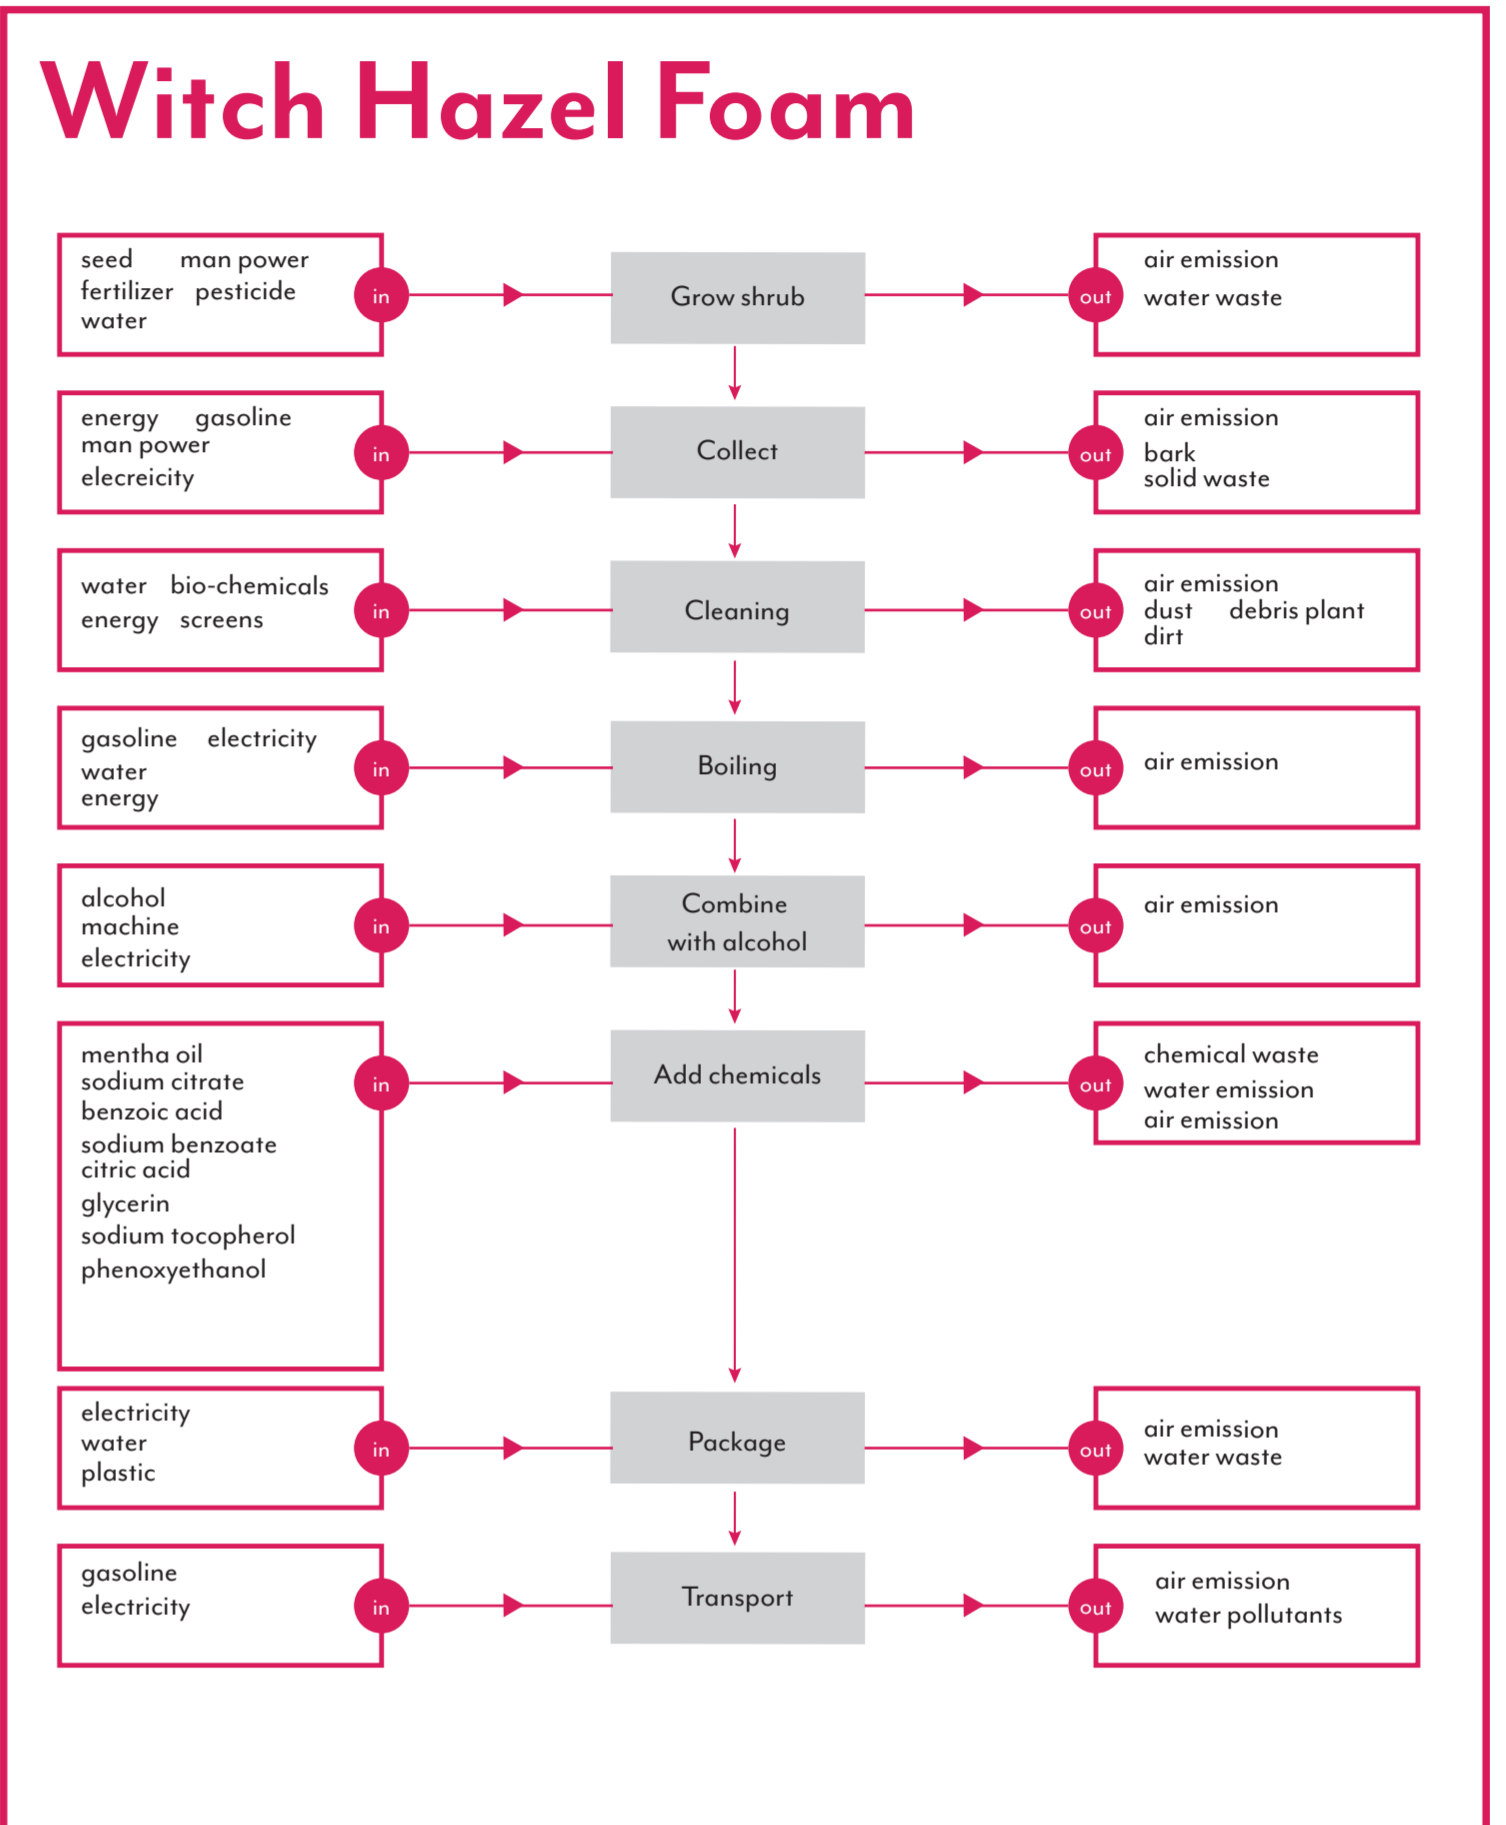 Witch Hazel Foam
seed man power
fertilizer pesticide
water
in
Grow shrub
out
air emission
water waste
energy gasoline
man power
elecreicity
in
Collect
out
air emission
bark
solid waste
water bio-chemicals
energy screens
in
Cleaning
out
air emission
dust debris plant
dirt
gasoline electricity
water
energy
in
Boiling
out
air emission
alcohol
machine
electricity
in
Combine
with alcohol
out
air emission
mentha oil
sodium citrate
benzoic acid
sodium benzoate
citric acid
glycerin
sodium tocopherol
phenoxyethanol
in
Add chemicals
out
chemical waste
water emission
air emission
electricity
water
plastic
in
Package
out
air emission
water waste
gasoline
electricity
in
Transport
out
air emission
water pollutants